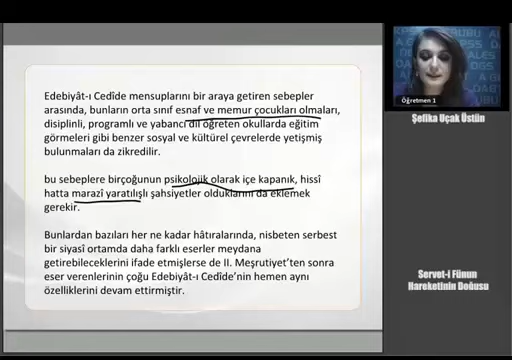 Edebiyât-ı Cedîde mensuplarını bir araya getiren sebepler
arasında, bunların orta sınıf esnaf ve memur çocukları olmaları,
disiplinli, programlı ve yabancı dil öğreten okullarda eğitim
görmeleri gibi benzer sosyal ve kültürel çevrelerde yetişmiş
bulunmaları da zikredilir.
bu sebeplere birçoğunun psikolojik olarak içe kapanık, hissî
hatta marazî yaratılışlı şahsiyetler olduklarını da eklemek
gerekir.
Bunlardan bazıları her ne kadar hâtıralarında, nisbeten serbest
bir siyasî ortamda daha farklı eserler meydana
getirebileceklerini ifade etmişlerse de II. Meşrutiyet'ten sonra
eser verenlerinin çoğu Edebiyât-ı Cedîde'nin hemen aynı
özelliklerini devam ettirmiştir.
Öğretmen 1
Şefika Uçak Üstün
Servet-i Fünun
Hareketinin Doğusu